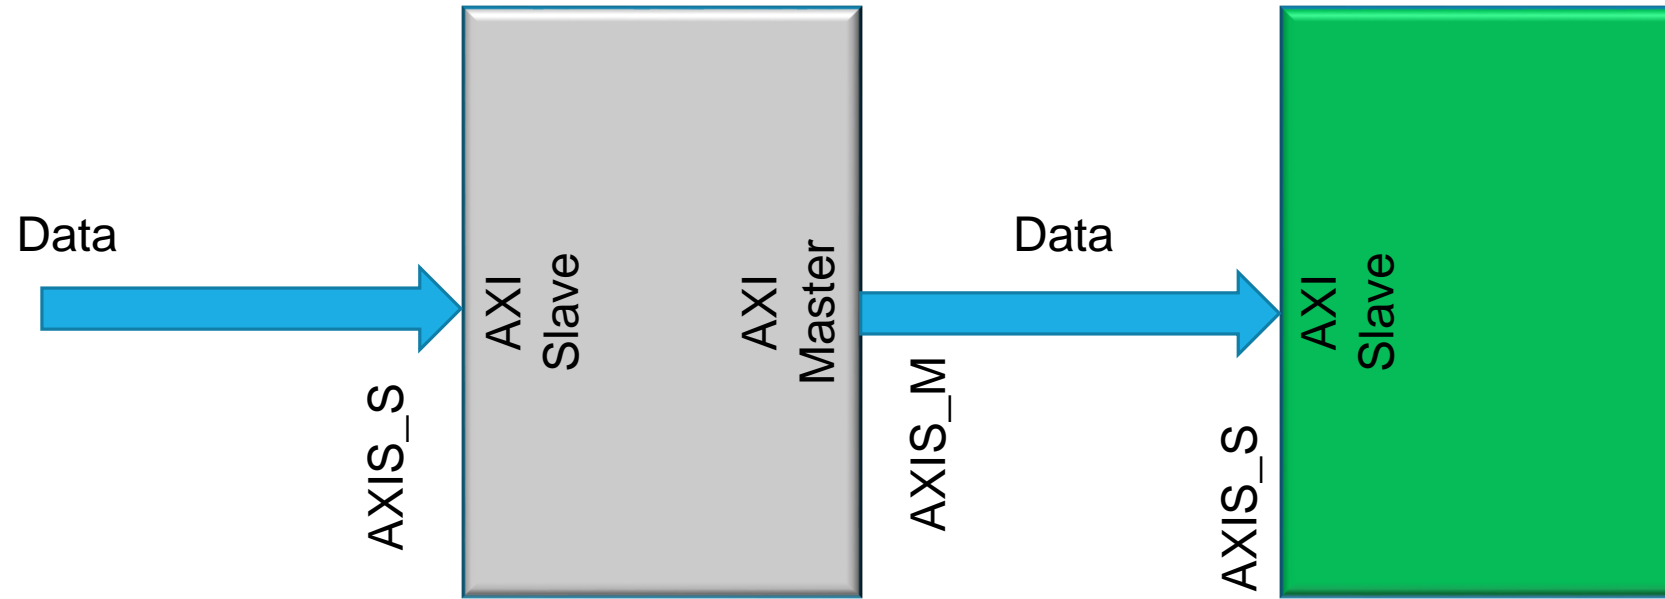 Data
AXIS_S
AXI
Slave
AXI
Master
Data
AXIS_M
AXIS_S
AXI
Slave